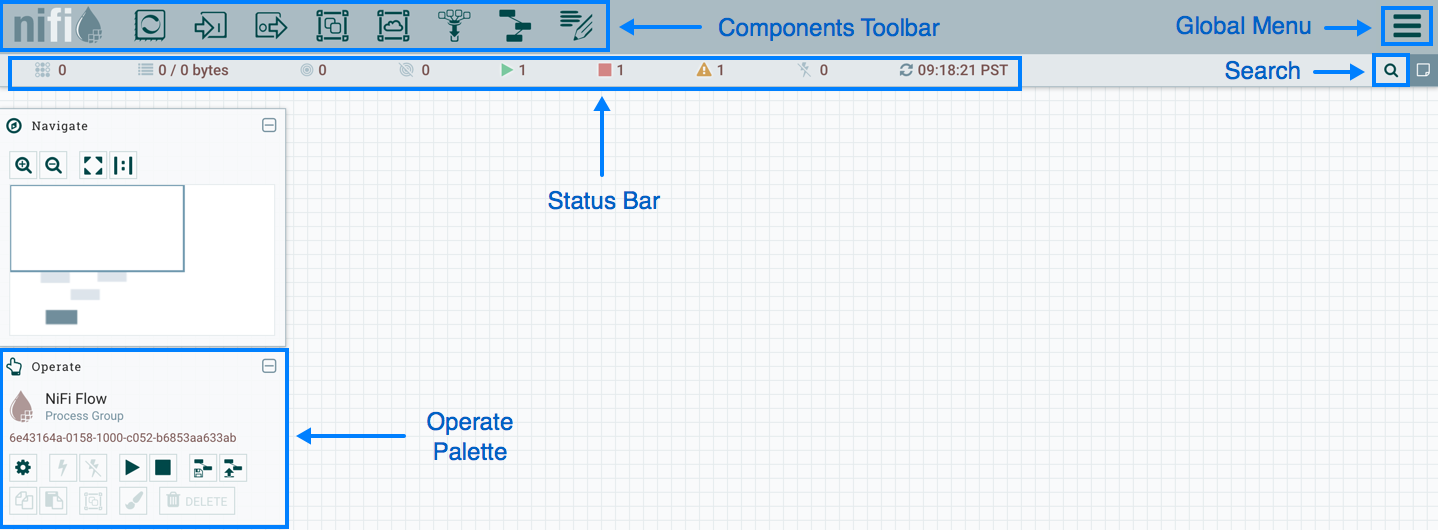 nifi
Components Toolbar
Global Menu
0
0 / 0 bytes
0
0
1
1
1
0
09:18:21 PST
Search
Navigate
Status Bar
Operate
NiFi Flow
Process Group
6e43164a-0158-1000-c052-b6853aa633ab
Operate
Palette
DELETE